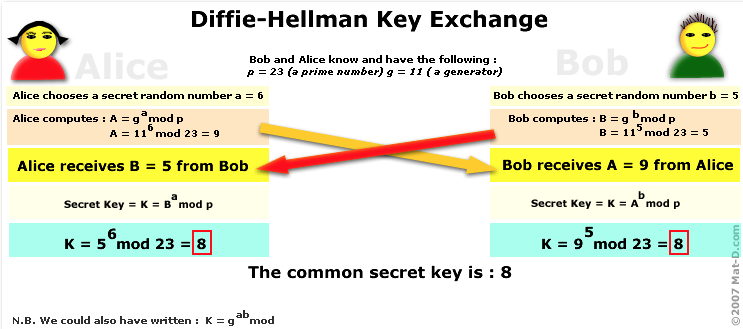 Diffie-Hellman Key Exchange
Alice
Bob
Bob and Alice know and have the following :
p = 23 (a prime number) g = 11 ( a generator)
Alice chooses a secret random number a = 6
Alice computes : A = g^a mod p
A = 11^6 mod 23 = 9
Alice receives B = 5 from Bob
Secret Key = K = B^a mod p
K = 5^6 mod 23 = 8
Bob chooses a secret random number b = 5
Bob computes : B = g^b mod p
B = 11^5 mod 23 = 5
Bob receives A = 9 from Alice
Secret Key = K = A^b mod p
K = 9^5 mod 23 = 8
The common secret key is : 8
N.B. We could also have written : K = g^ab mod
©2007 Mat-D.com